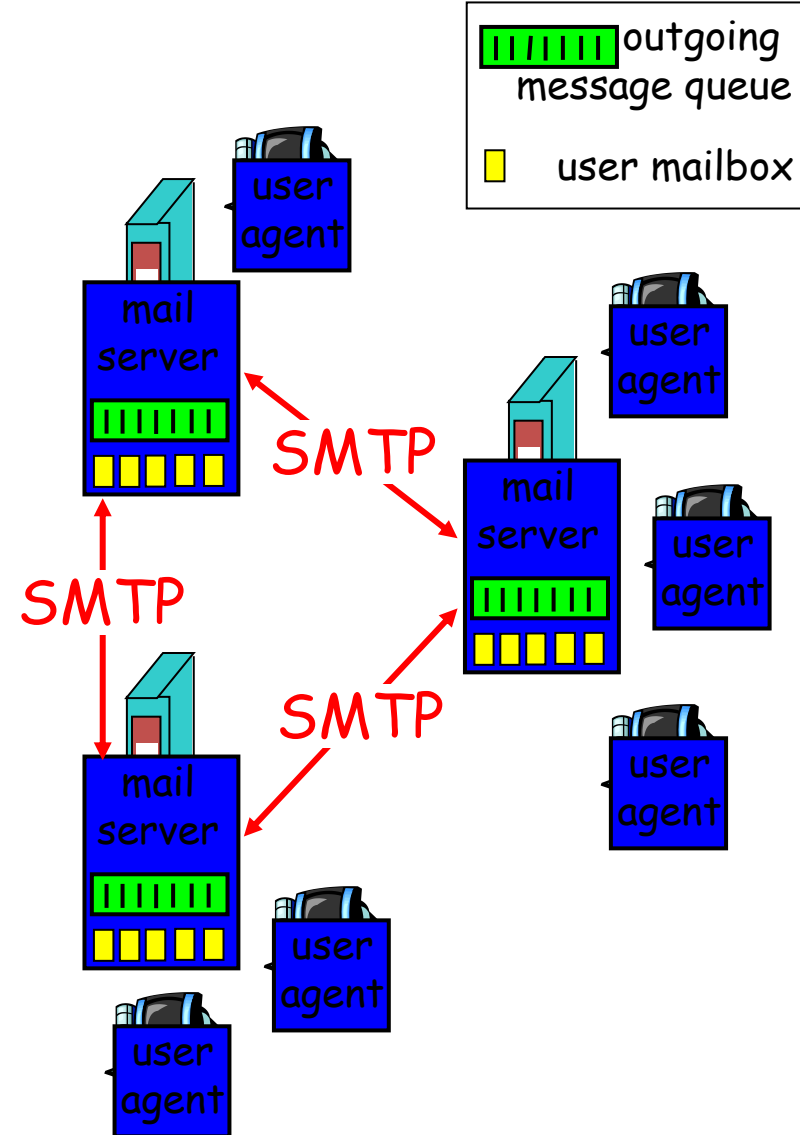 outgoing
message queue
user mailbox
user
agent
mail
server
user
agent
SMTP
mail
server
user
agent
SMTP
SMTP
mail
server
user
agent
user
agent
user
agent